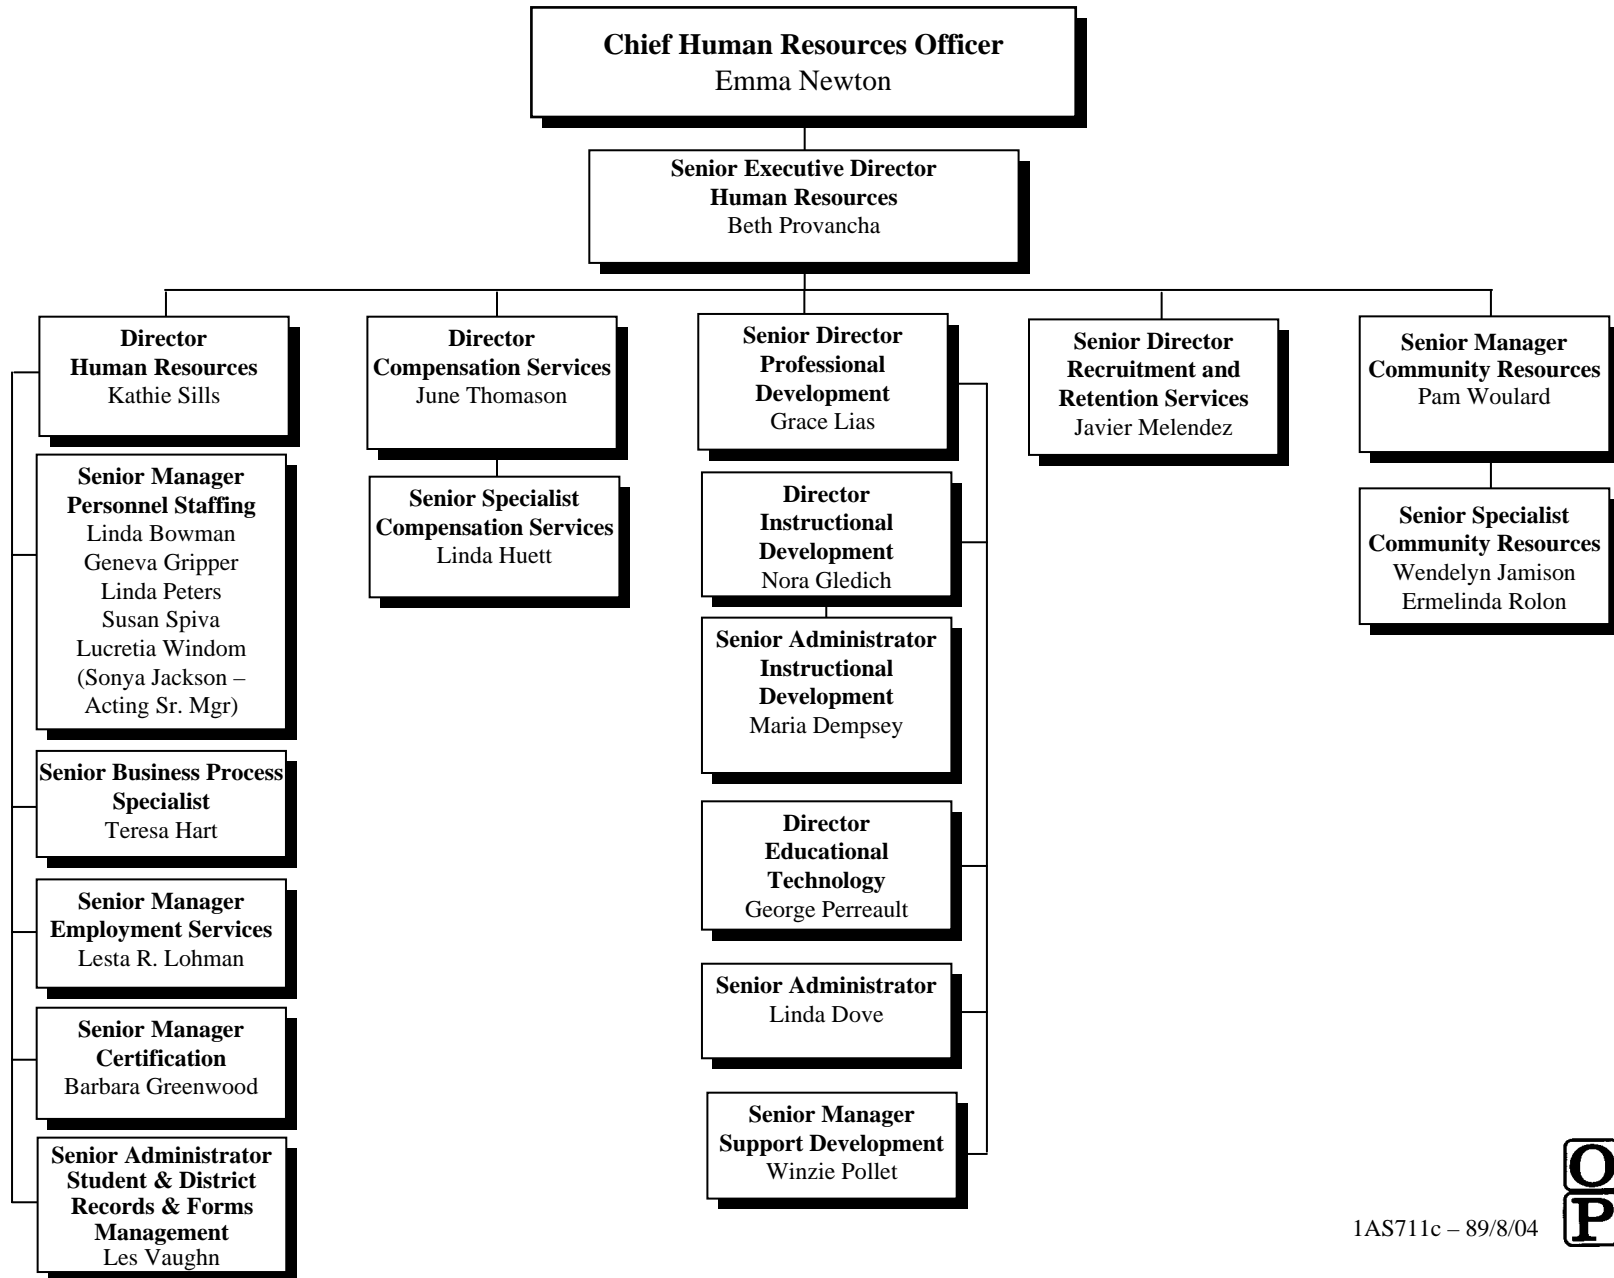 Chief Human Resources Officer
Emma Newton
Senior Executive Director
Human Resources
Beth Provancha
Director
Human Resources
Kathie Sills
Senior Manager
Personnel Staffing
Linda Bowman
Geneva Gripper
Linda Peters
Susan Spiva
Lucretia Windom
(Sonya Jackson –
Acting Sr. Mgr)
Senior Business Process
Specialist
Teresa Hart
Senior Manager
Employment Services
Lesta R. Lohman
Senior Manager
Certification
Barbara Greenwood
Senior Administrator
Student & District
Records & Forms
Management
Les Vaughn
Director
Compensation Services
June Thomason
Senior Specialist
Compensation Services
Linda Huett
Senior Director
Professional
Development
Grace Lias
Director
Instructional
Development
Nora Gledich
Senior Administrator
Instructional
Development
Maria Dempsey
Director
Educational
Technology
George Perreault
Senior Administrator
Linda Dove
Senior Manager
Support Development
Winzie Pollet
Senior Director
Recruitment and
Retention Services
Javier Melendez
Senior Manager
Community Resources
Pam Woulard
Senior Specialist
Community Resources
Wendelyn Jamison
Ermelinda Rolon
1AS711c – 89/8/04
O
P